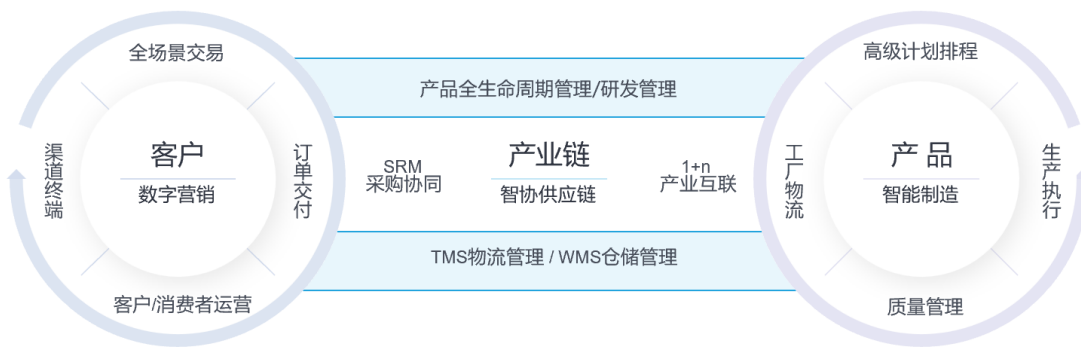 全场景交易
渠道终端
客户
数字营销
订单交付
客户/消费者运营
产品全生命周期管理/研发管理
SRM
采购协同
产业链
智协供应链
1+n
产业互联
TMS物流管理 / WMS仓储管理
高级计划排程
工厂物流
产 品
智能制造
生产执行
质量管理